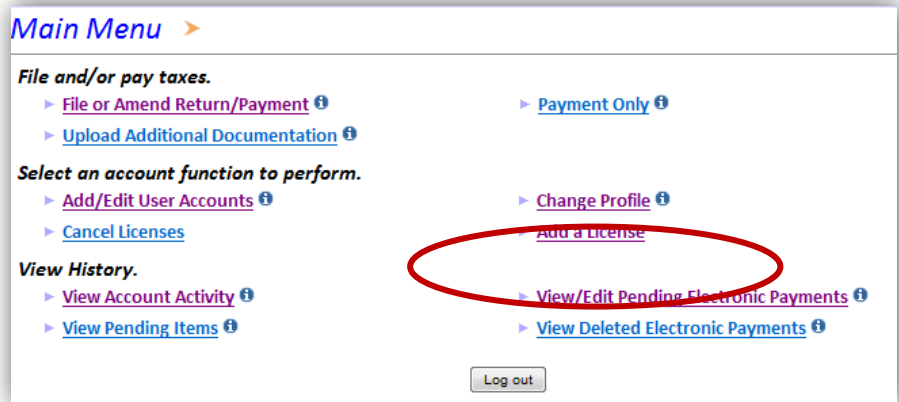 Main Menu
File and/or pay taxes.
File or Amend Return/Payment
Payment Only
Upload Additional Documentation
Select an account function to perform.
Add/Edit User Accounts
Change Profile
Cancel Licenses
Add a License
View History.
View Account Activity
View/Edit Pending Electronic Payments
View Pending Items
View Deleted Electronic Payments
Log out